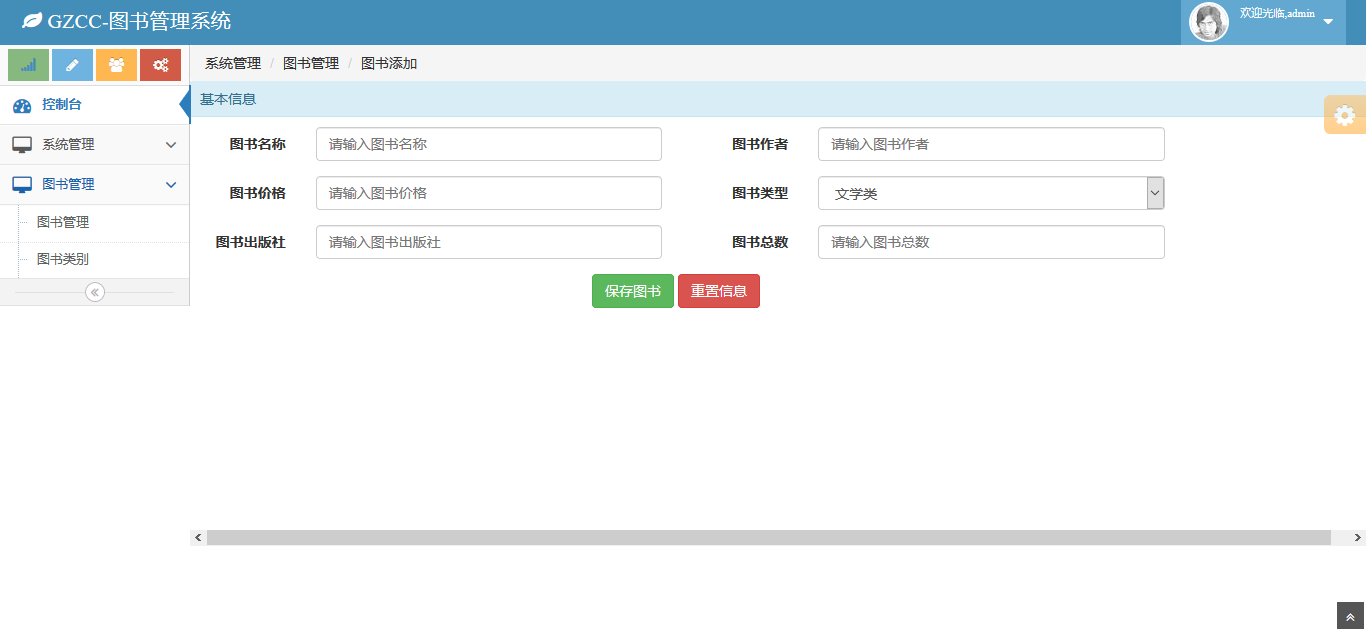 GZCC-图书管理系统
欢迎光临,admin
系统管理 / 图书管理 / 图书添加
控制台
系统管理
图书管理
图书管理
图书类别
基本信息
图书名称 请输入图书名称 图书作者 请输入图书作者
图书价格 请输入图书价格 图书类型 文学类
图书出版社 请输入图书出版社 图书总数 请输入图书总数
保存图书 重置信息